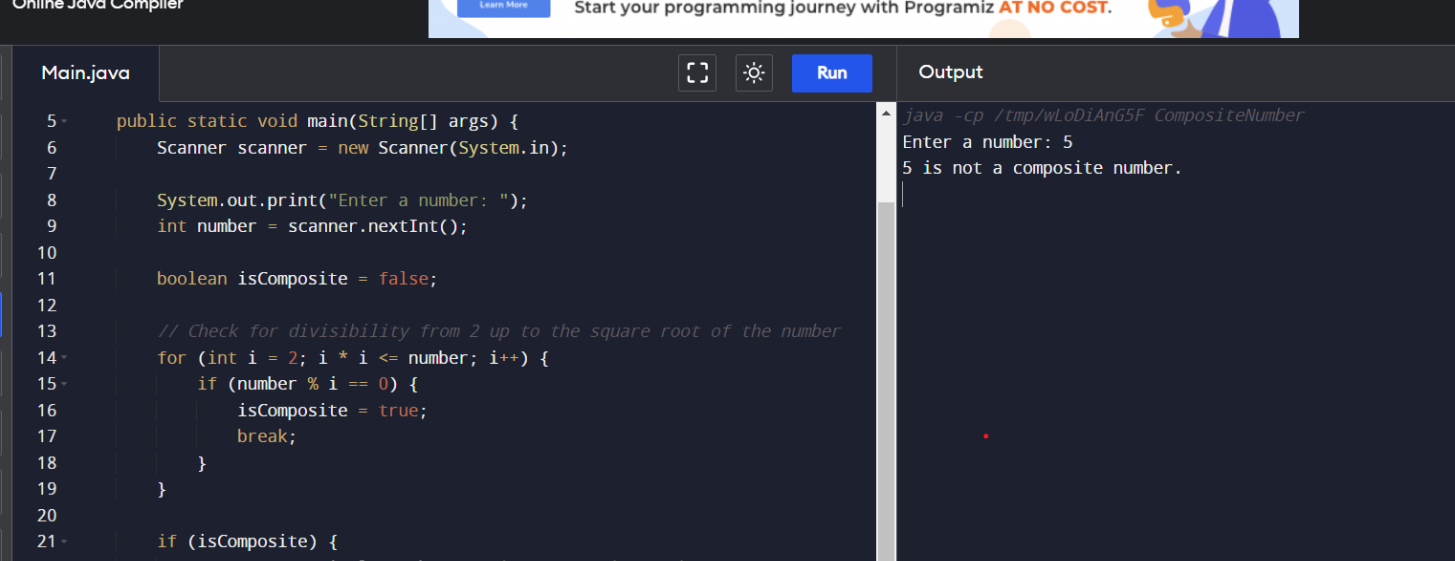 Online Java Compiler
Learn More
Start your programming journey with Programiz AT NO COST.
Main.java
Run
Output
5 public static void main(String[] args) {
6 Scanner scanner = new Scanner(System.in);
7
8 System.out.print("Enter a number: ");
9 int number = scanner.nextInt();
10
11 boolean isComposite = false;
12
13 // Check for divisibility from 2 up to the square root of the number
14 for (int i = 2; i * i <= number; i++) {
15 if (number % i == 0) {
16 isComposite = true;
17 break;
18 }
19 }
20
21 if (isComposite) {
java -cp /tmp/wLoDiAnG5F CompositeNumber
Enter a number: 5
5 is not a composite number.